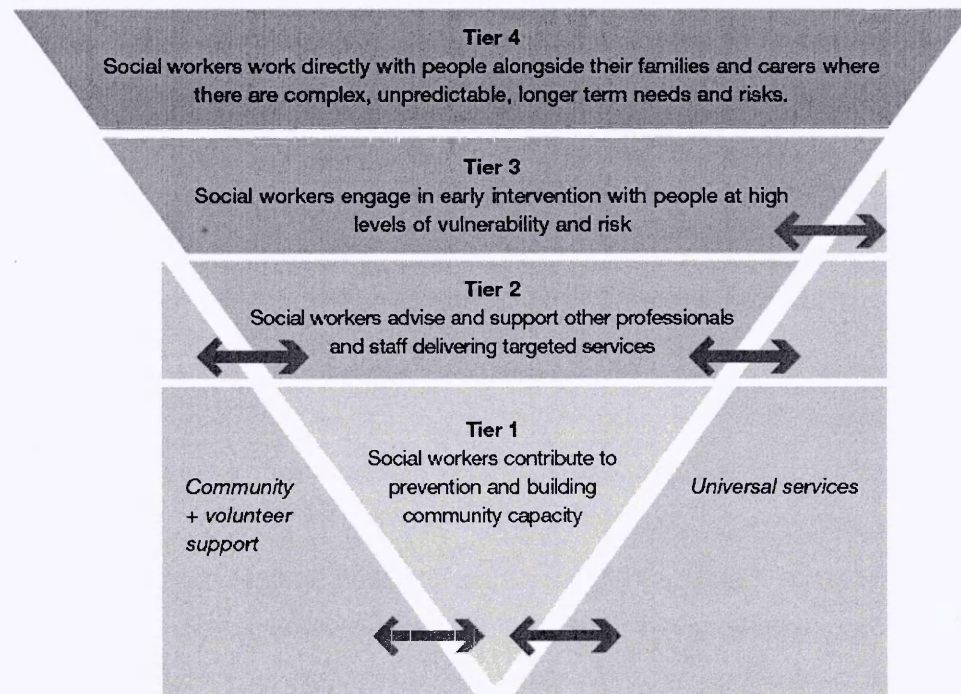 Tier 4
Social workers work directly with people alongside their families and carers where
there are complex, unpredictable, longer term needs and risks.
Tier 3
Social workers engage in early intervention with people at high
levels of vulnerability and risk
Tier 2
Social workers advise and support other professionals
and staff delivering targeted services
Tier 1
Social workers contribute to
prevention and building
community capacity
Community
+ volunteer
support
Universal services